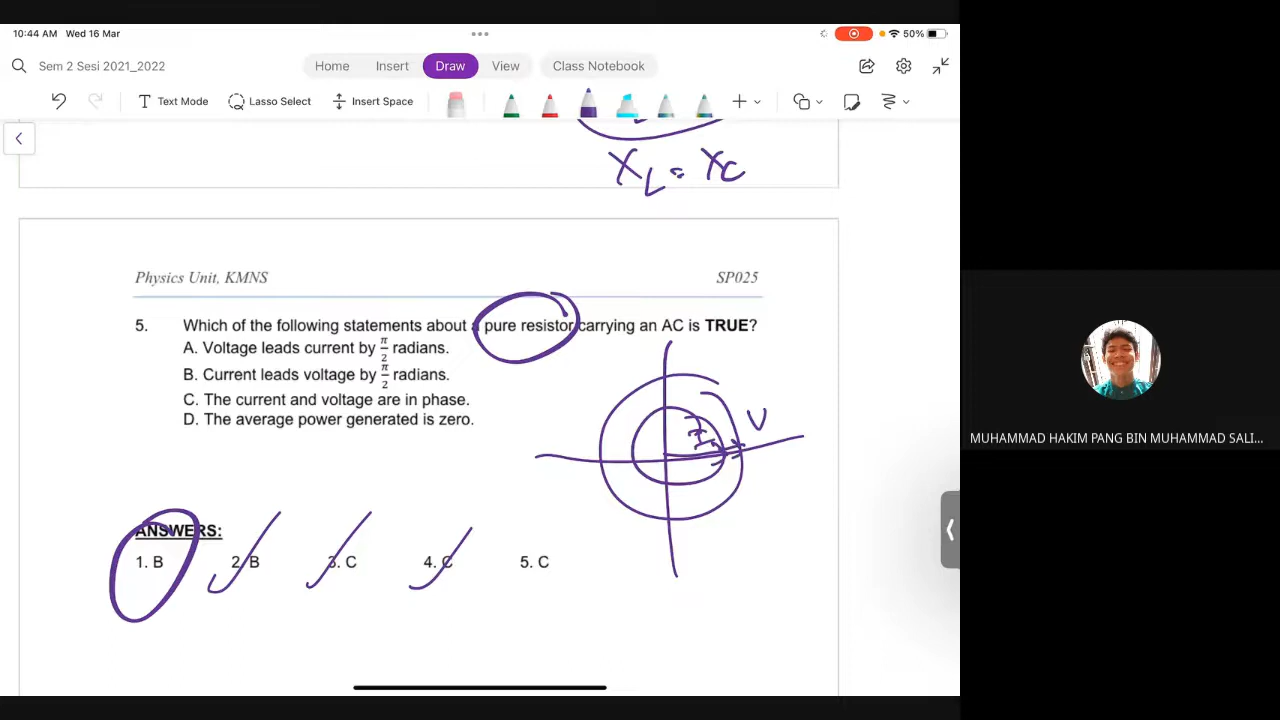 10:44 AM Wed 16 Mar
50%
Sem 2 Sesi 2021_2022
Home Insert Draw View Class Notebook
Text Mode Lasso Select Insert Space
X_L = X_C
Physics Unit, KMNS SP025
5. Which of the following statements about a pure resistor carrying an AC is TRUE?
A. Voltage leads current by π/2 radians.
B. Current leads voltage by π/2 radians.
C. The current and voltage are in phase.
D. The average power generated is zero.
I V
ANSWERS:
1. B 2. B 3. C 4. C 5. C
MUHAMMAD HAKIM PANG BIN MUHAMMAD SALI...